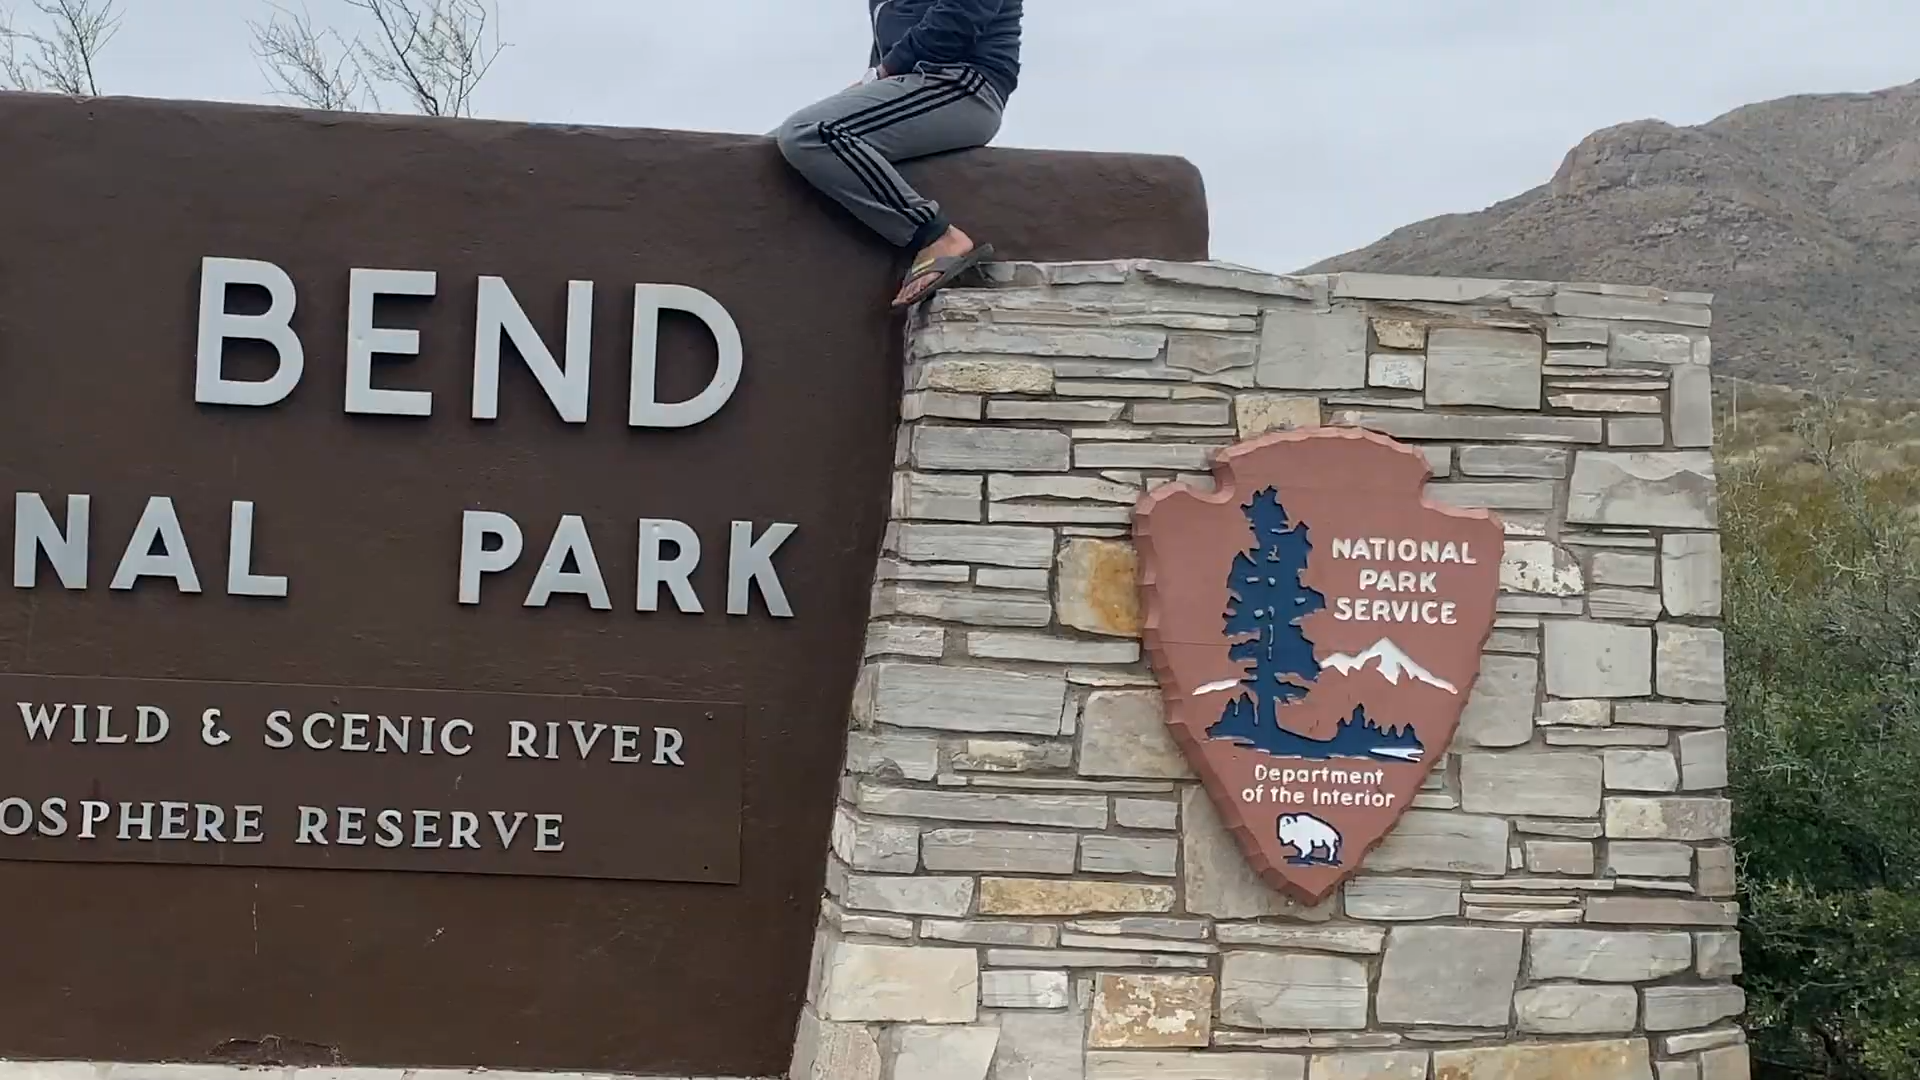 BEND
NAL PARK
WILD & SCENIC RIVER
OSPHERE RESERVE
NATIONAL
PARK
SERVICE
Department
of the Interior